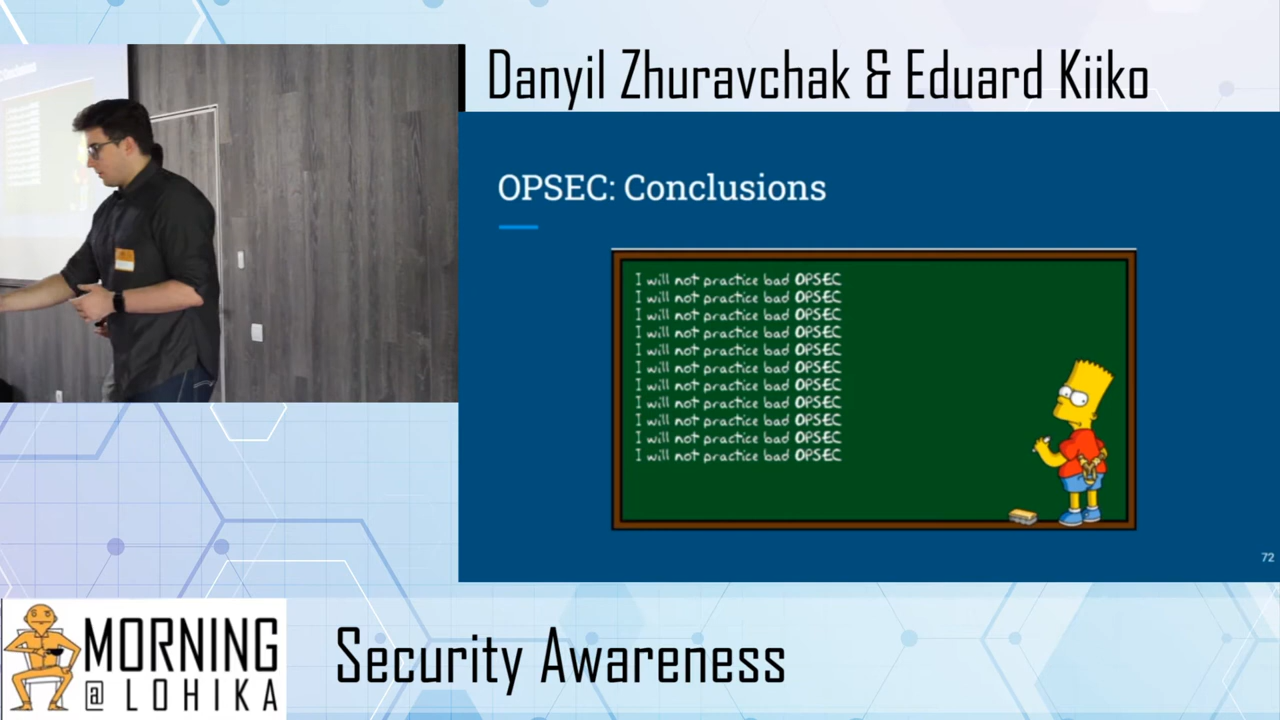 Danyil Zhuravchak & Eduard Kiiko
OPSEC: Conclusions
I will not practice bad OPSEC
I will not practice bad OPSEC
I will not practice bad OPSEC
I will not practice bad OPSEC
I will not practice bad OPSEC
I will not practice bad OPSEC
I will not practice bad OPSEC
I will not practice bad OPSEC
I will not practice bad OPSEC
I will not practice bad OPSEC
I will not practice bad OPSEC
72
MORNING
@ LOHIKA
Security Awareness